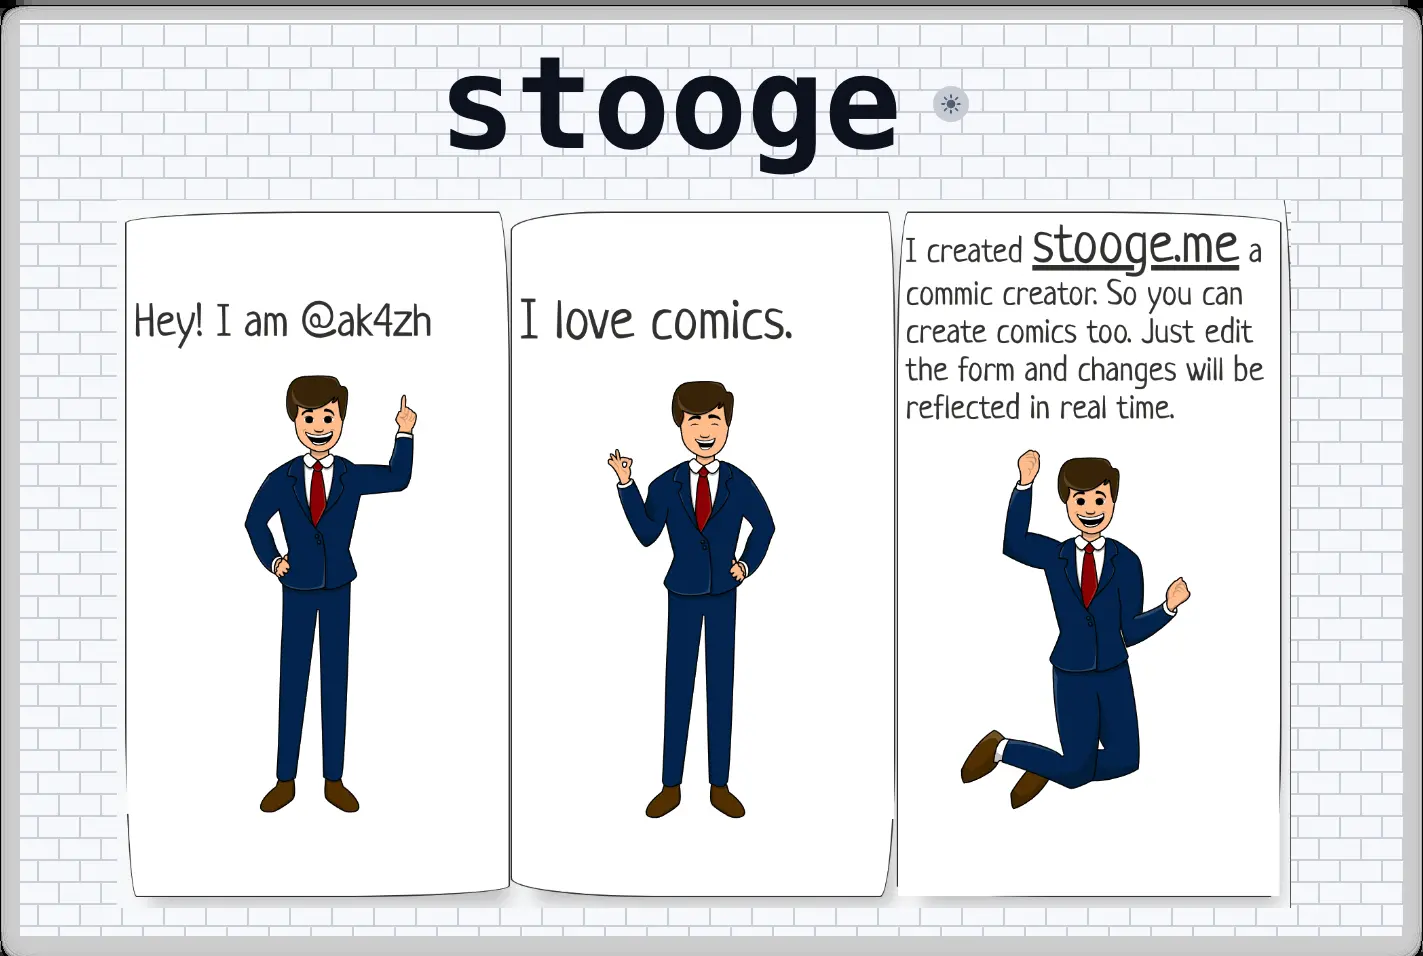 stooge
Hey! I am @ak4zh
I love comics.
I created stooge.me a
commic creator. So you can
create comics too. Just edit
the form and changes will be
reflected in real time.